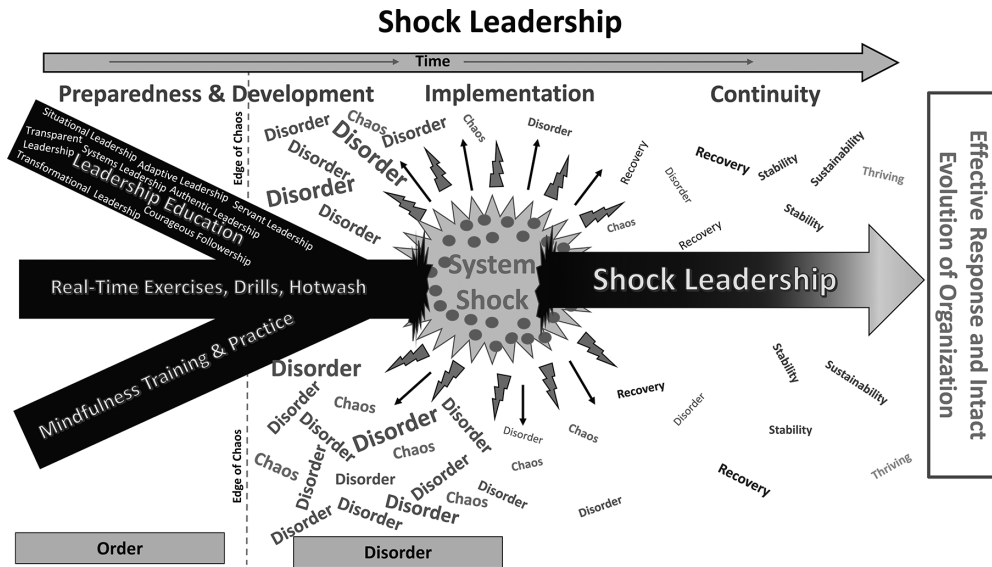 Shock Leadership
Time
Preparedness & Development
Implementation
Continuity
Situational Leadership Adaptive Leadership Servant Leadership
Transparent Systems Leadership Authentic Leadership
Leadership
Leadership Education
Transformational Leadership Courageous Followership
Real-Time Exercises, Drills, Hotwash
Mindfulness Training & Practice
Edge of Chaos
Edge of Chaos
Disorder
Chaos
Disorder
Disorder
Disorder
Disorder
Disorder
Chaos
Disorder
System
Shock
Recovery
Chaos
Disorder
Recovery
Recovery
Stability
Sustainability
Thriving
Stability
Shock Leadership
Effective Response and Intact
Evolution of Organization
Disorder
Disorder
Chaos
Disorder
Disorder
Disorder
Chaos
Chaos
Disorder
Disorder
Disorder
Chaos
Disorder
Disorder
Disorder
Disorder
Disorder
Chaos
Chaos
Disorder
Recovery
Disorder
Stability
Sustainability
Stability
Recovery
Thriving
Order
Disorder